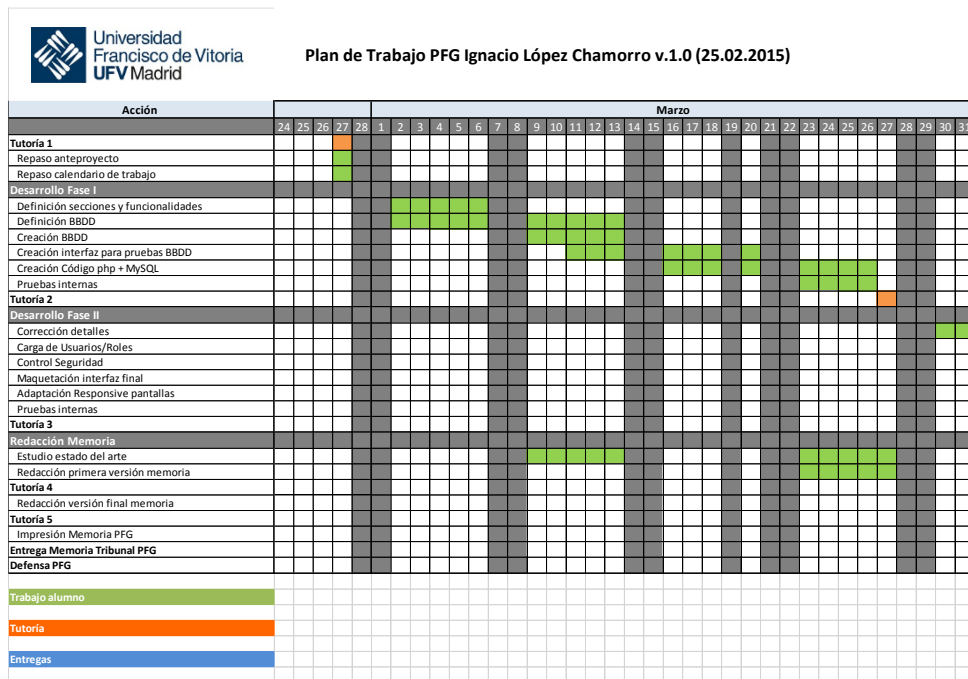 Universidad
Francisco de Vitoria
UFV Madrid
Plan de Trabajo PFG Ignacio López Chamorro v.1.0 (25.02.2015)
Acción Marzo
24 25 26 27 28 1 2 3 4 5 6 7 8 9 10 11 12 13 14 15 16 17 18 19 20 21 22 23 24 25 26 27 28 29 30 31
Tutoría 1
Repaso anteproyecto
Repaso calendario de trabajo
Desarrollo Fase I
Definición secciones y funcionalidades
Definición BBDD
Creación BBDD
Creación interfaz para pruebas BBDD
Creación Código php + MySQL
Pruebas internas
Tutoría 2
Desarrollo Fase II
Corrección detalles
Carga de Usuarios/Roles
Control Seguridad
Maquetación interfaz final
Adaptación Responsive pantallas
Pruebas internas
Tutoría 3
Redacción Memoria
Estudio estado del arte
Redacción primera versión memoria
Tutoría 4
Redacción versión final memoria
Tutoría 5
Impresión Memoria PFG
Entrega Memoria Tribunal PFG
Defensa PFG
Trabajo alumno
Tutoría
Entregas